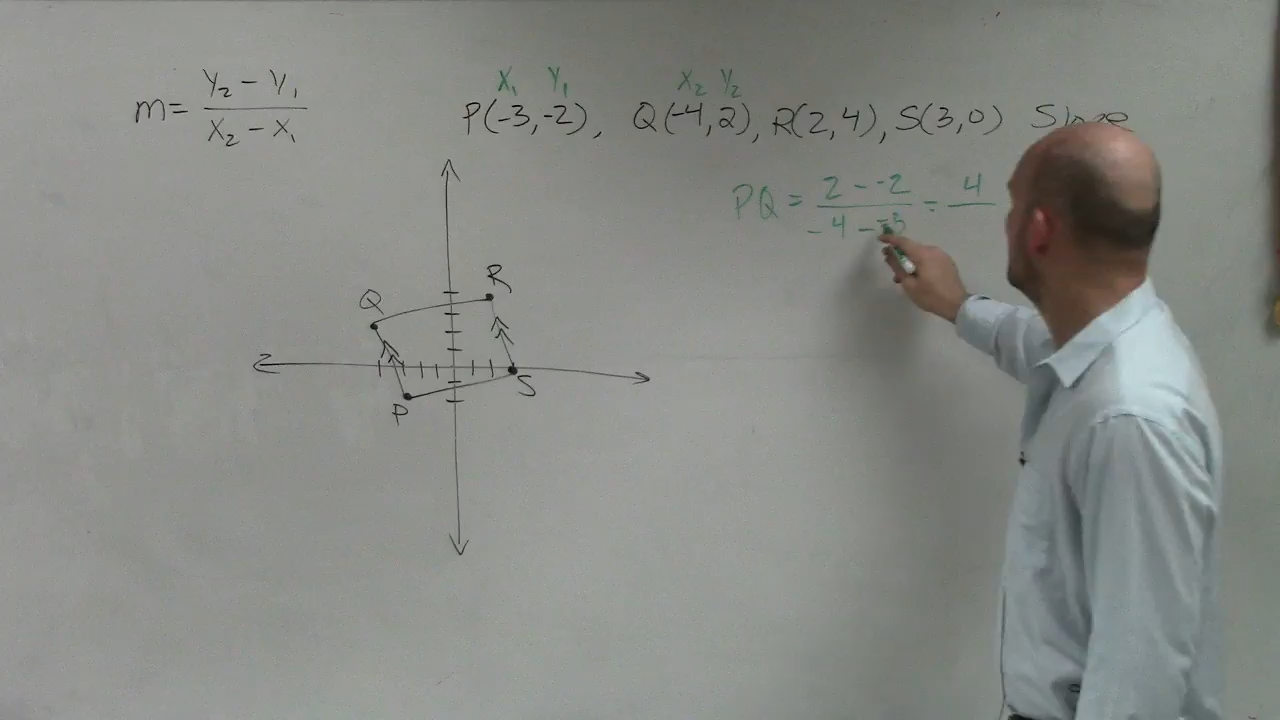 m = (Y₂ - Y₁) / (X₂ - X₁)
X₁ Y₁ X₂ Y₂
P(-3,-2), Q(-4,2), R(2,4), S(3,0) Slope
PQ = (2 - -2) / (-4 - -3) = 4
R
Q
S
P